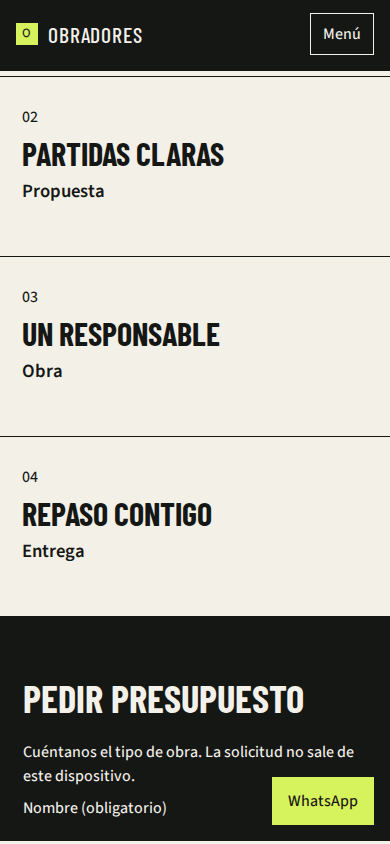 O OBRADORES Menú
02
PARTIDAS CLARAS
Propuesta
03
UN RESPONSABLE
Obra
04
REPASO CONTIGO
Entrega
PEDIR PRESUPUESTO
Cuéntanos el tipo de obra. La solicitud no sale de
este dispositivo.
Nombre (obligatorio)
WhatsApp